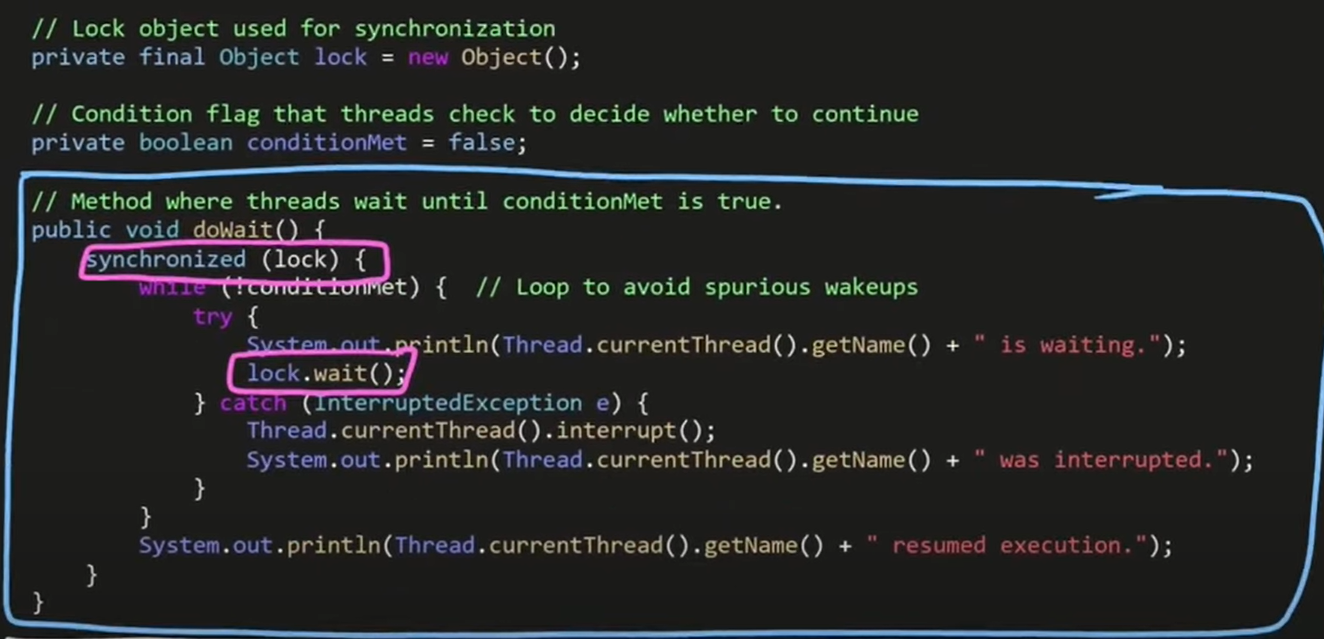 // Lock object used for synchronization
private final Object lock = new Object();
// Condition flag that threads check to decide whether to continue
private boolean conditionMet = false;
// Method where threads wait until conditionMet is true.
public void doWait() {
synchronized (lock) {
while (!conditionMet) {  // Loop to avoid spurious wakeups
try {
System.out.println(Thread.currentThread().getName() + " is waiting.");
lock.wait();
} catch (InterruptedException e) {
Thread.currentThread().interrupt();
System.out.println(Thread.currentThread().getName() + " was interrupted.");
}
}
System.out.println(Thread.currentThread().getName() + " resumed execution.");
}
}